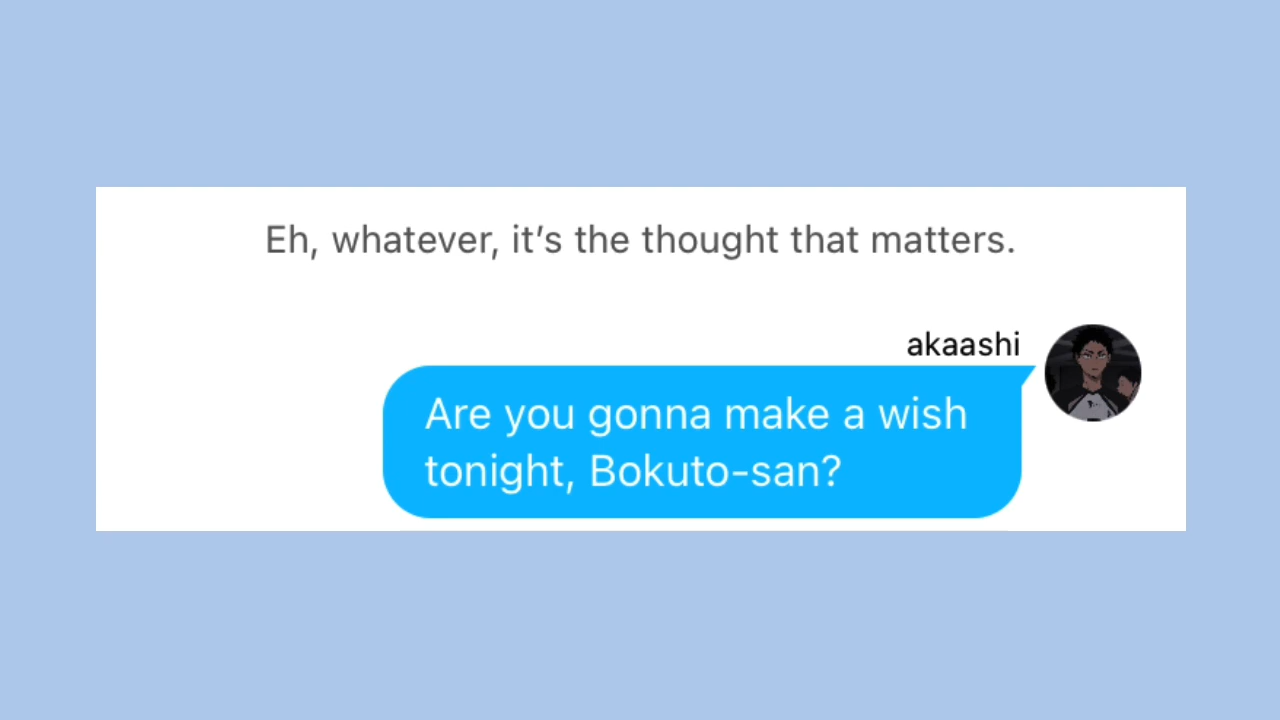 Eh, whatever, it’s the thought that matters.
akaashi
Are you gonna make a wish
tonight, Bokuto-san?